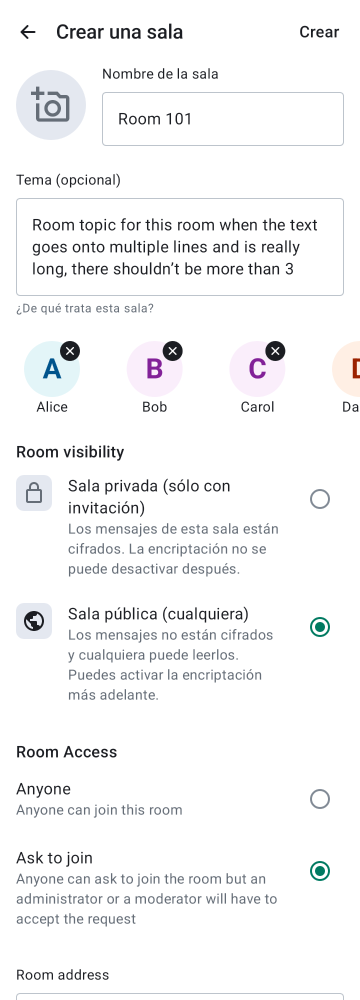 Crear una sala
Crear
Nombre de la sala
Room 101
Tema (opcional)
Room topic for this room when the text
goes onto multiple lines and is really
long, there shouldn't be more than 3
¿De qué trata esta sala?
A
B
C
Alice
Bob
Carol
Da
Room visibility
Sala privada (sólo con
invitación)
Los mensajes de esta sala están
cifrados. La encriptación no se
puede desactivar después.
Sala pública (cualquiera)
Los mensajes no están cifrados
y cualquiera puede leerlos.
Puedes activar la encriptación
más adelante.
Room Access
Anyone
Anyone can join this room
Ask to join
Anyone can ask to join the room but an
administrator or a moderator will have to
accept the request
Room address